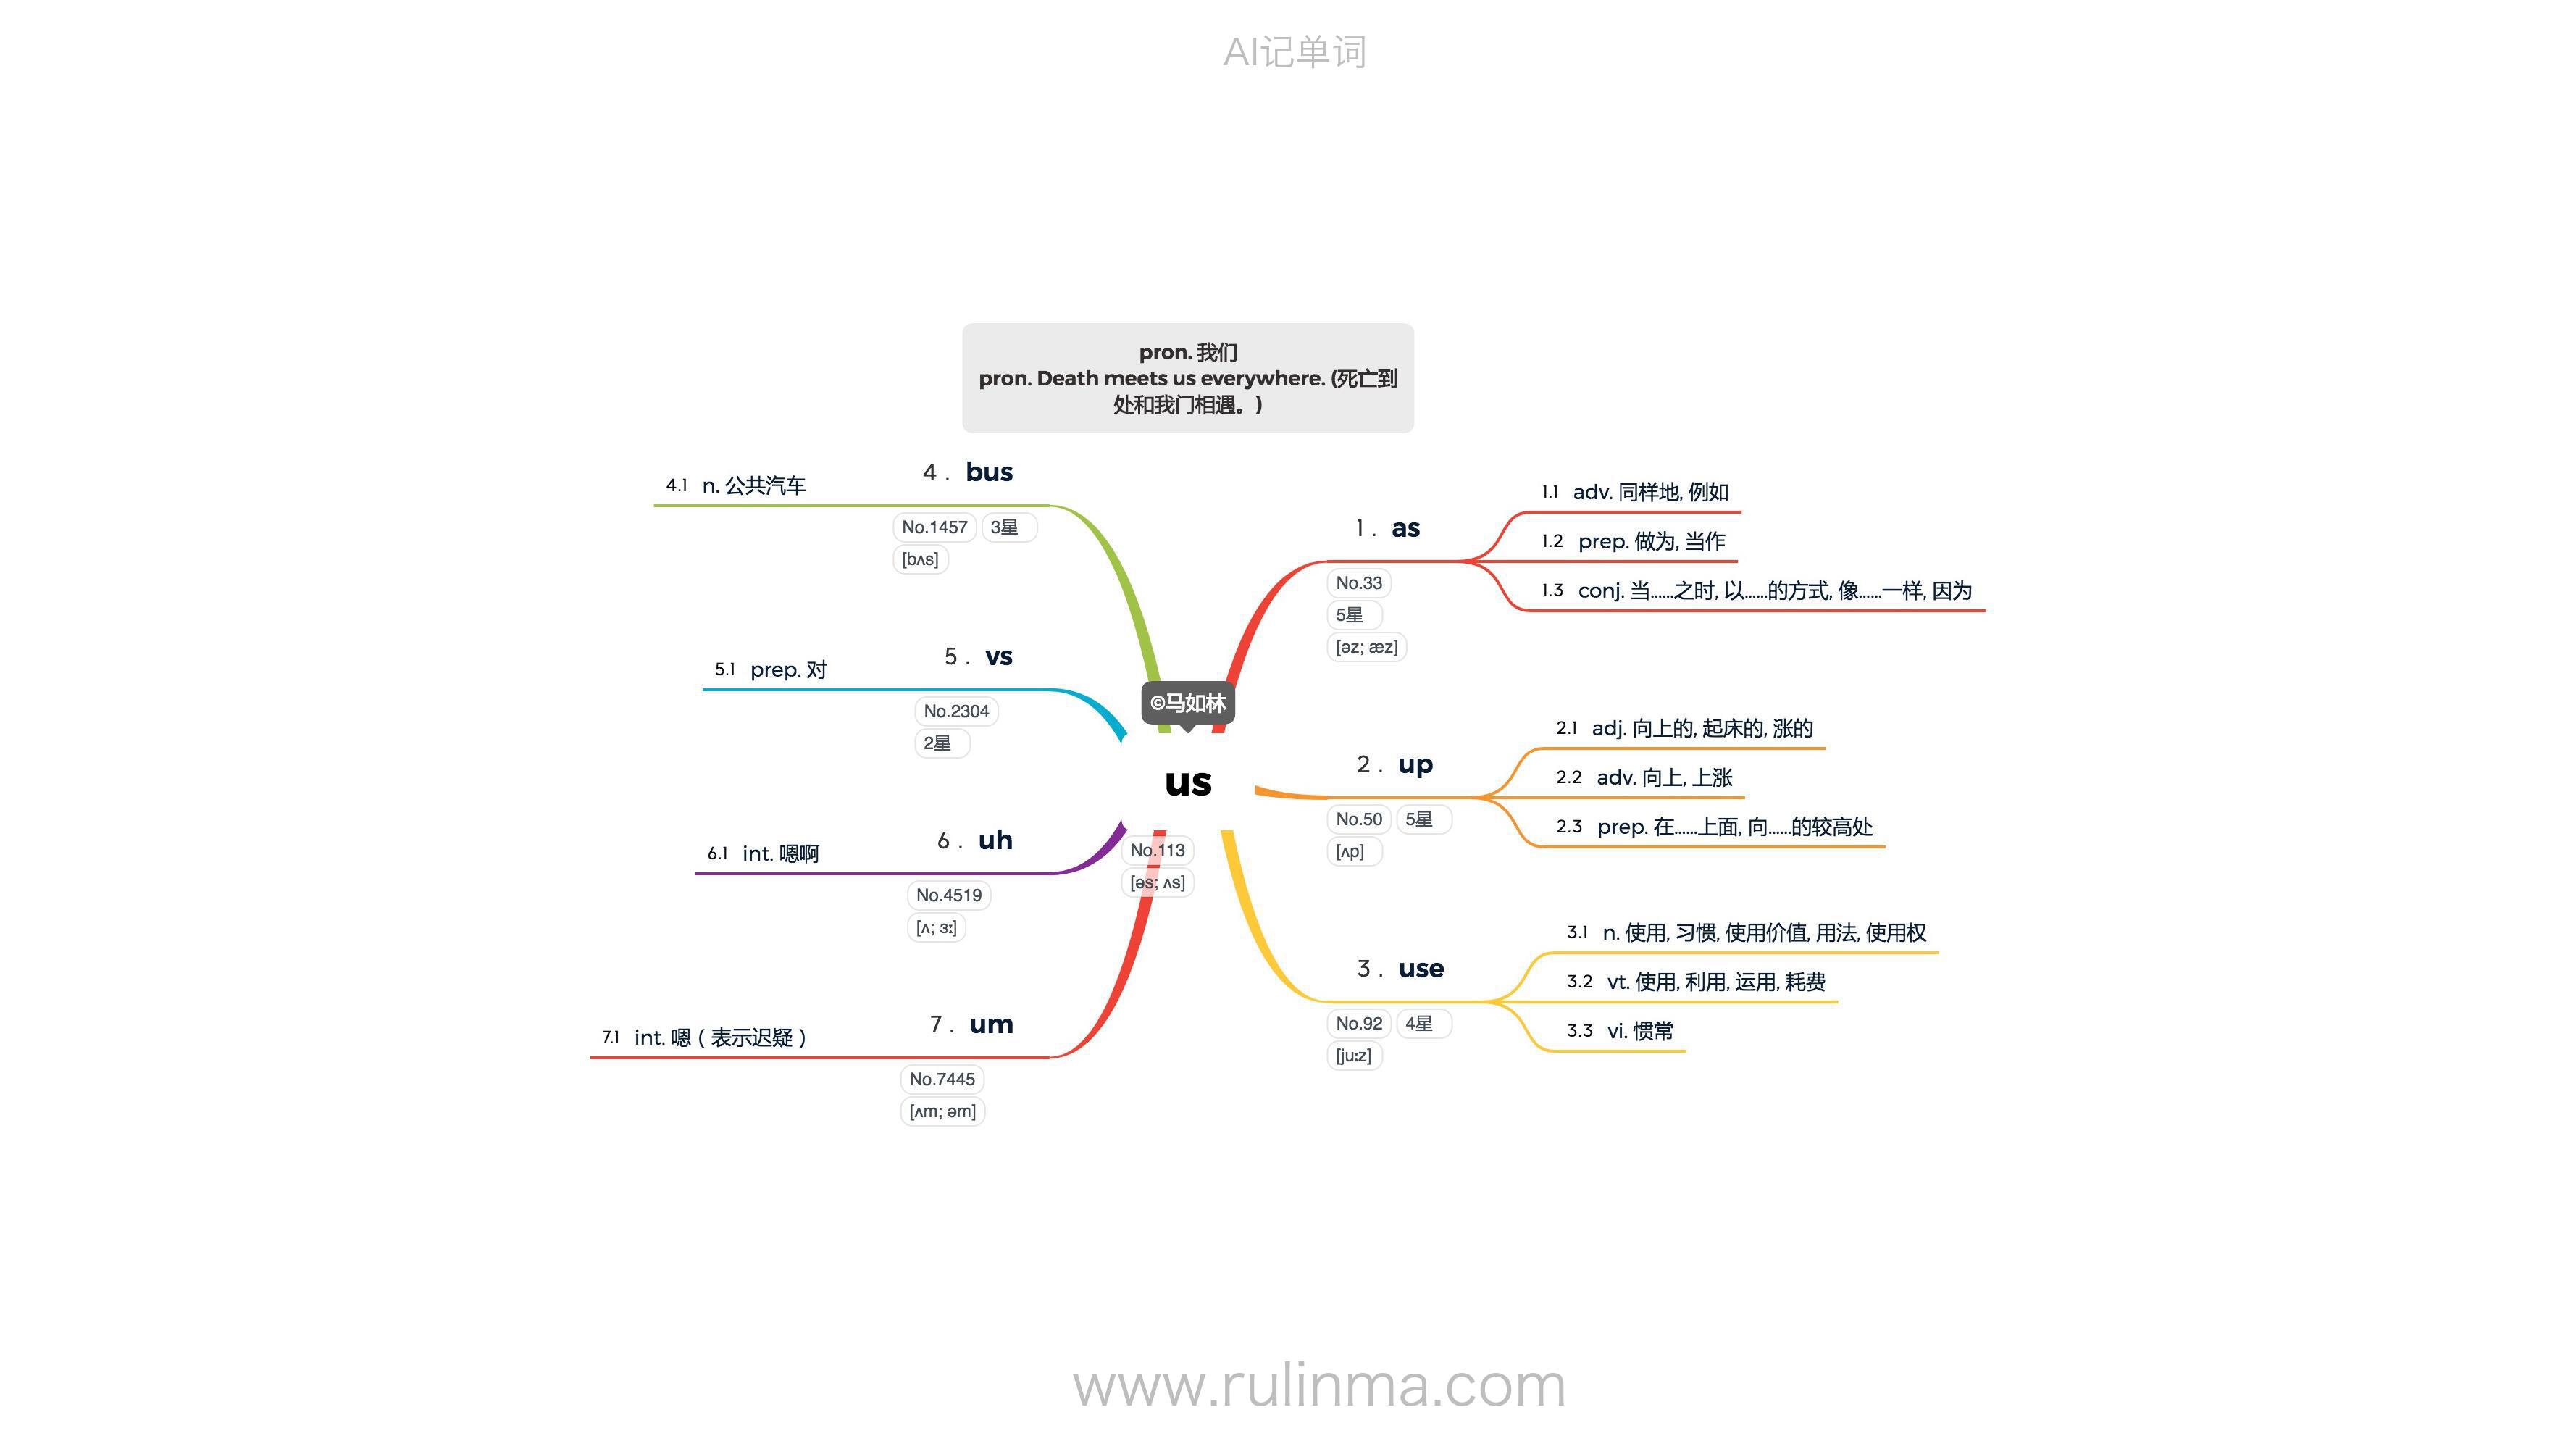 AI记单词
pron. 我们
pron. Death meets us everywhere. (死亡到
处和我门相遇。)
©马如林
us
No.113
[əs; ʌs]
1 . as
No.33
5星
[əz; æz]
1.1 adv. 同样地, 例如
1.2 prep. 做为, 当作
1.3 conj. 当......之时, 以......的方式, 像......一样, 因为
2 . up
No.50 5星
[ʌp]
2.1 adj. 向上的, 起床的, 涨的
2.2 adv. 向上, 上涨
2.3 prep. 在......上面, 向......的较高处
3 . use
No.92 4星
[juːz]
3.1 n. 使用, 习惯, 使用价值, 用法, 使用权
3.2 vt. 使用, 利用, 运用, 耗费
3.3 vi. 惯常
4 . bus
No.1457 3星
[bʌs]
4.1 n. 公共汽车
5 . vs
No.2304
2星
5.1 prep. 对
6 . uh
No.4519
[ʌ; ɜː]
6.1 int. 嗯啊
7 . um
No.7445
[ʌm; əm]
7.1 int. 嗯（表示迟疑）
www.rulinma.com